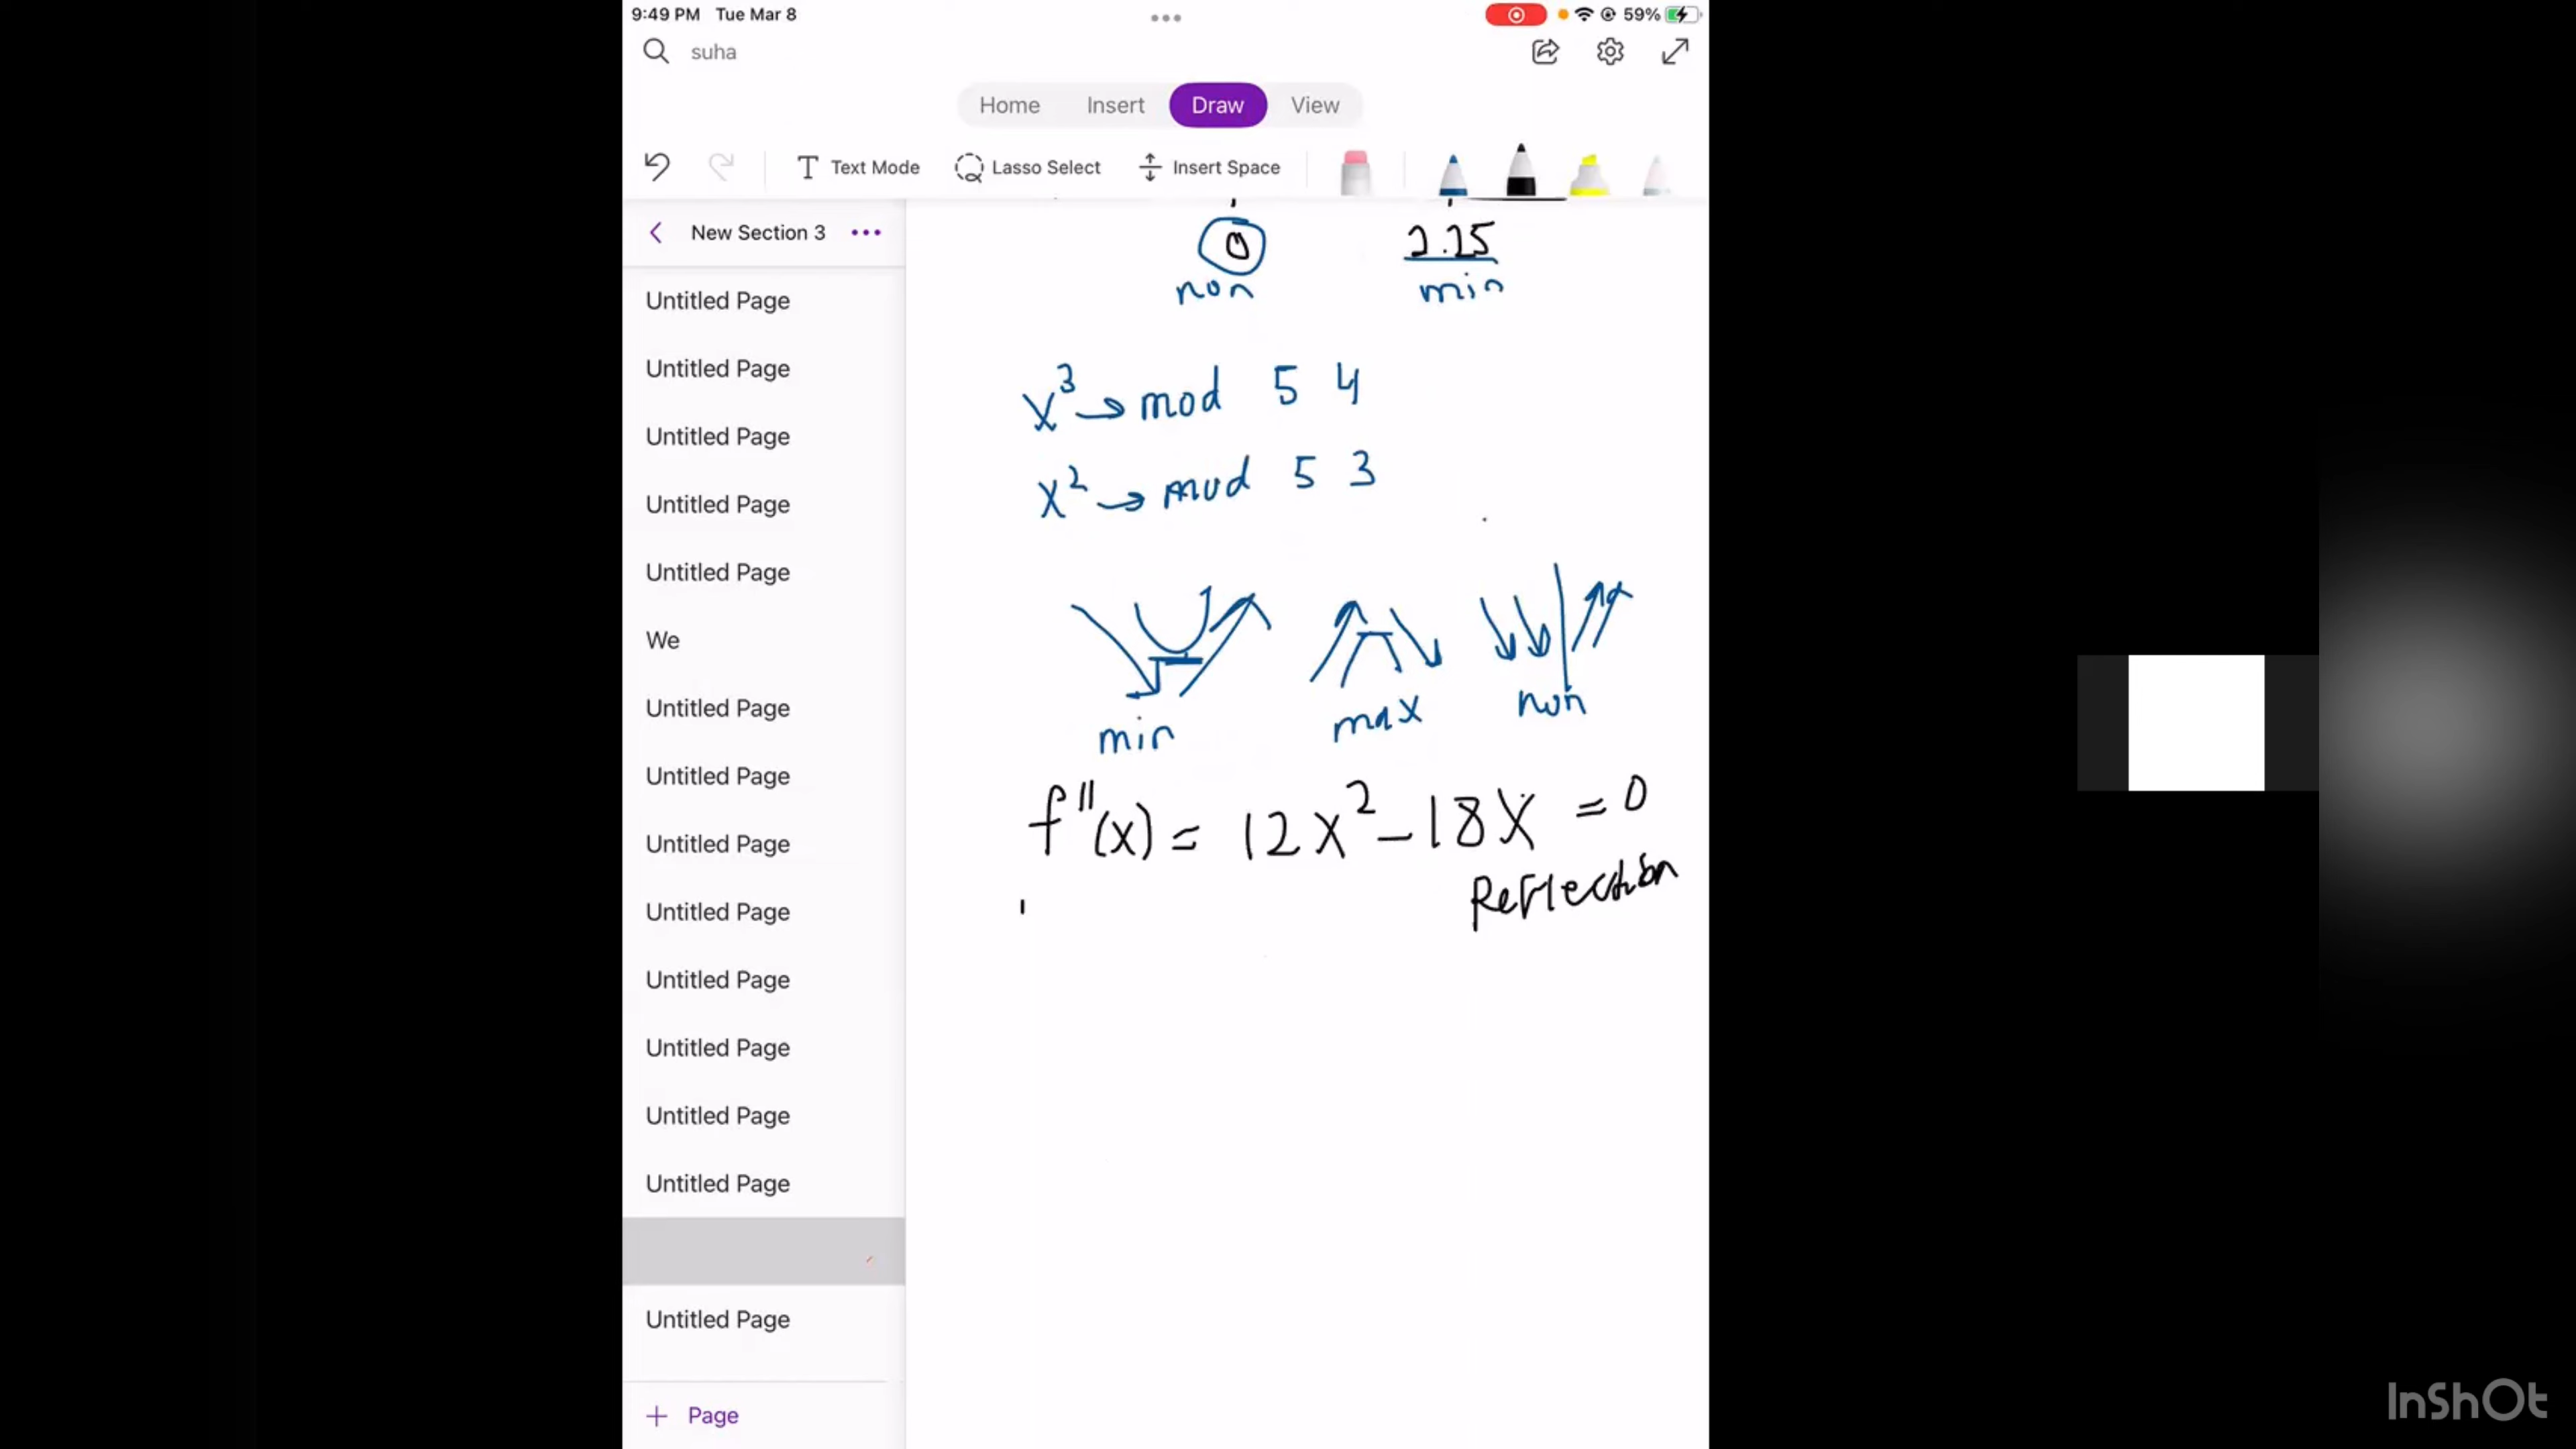 9:49 PM Tue Mar 8
59%
suha
Home Insert Draw View
Text Mode Lasso Select Insert Space
New Section 3
Untitled Page
Untitled Page
Untitled Page
Untitled Page
Untitled Page
We
Untitled Page
Untitled Page
Untitled Page
Untitled Page
Untitled Page
Untitled Page
Untitled Page
Untitled Page
Untitled Page
+ Page
0 2.25
non min
x³ → mod 5 4
x² → mod 5 3
min max non
f''(x) = 12x² - 18x = 0
Reflection
InShOt